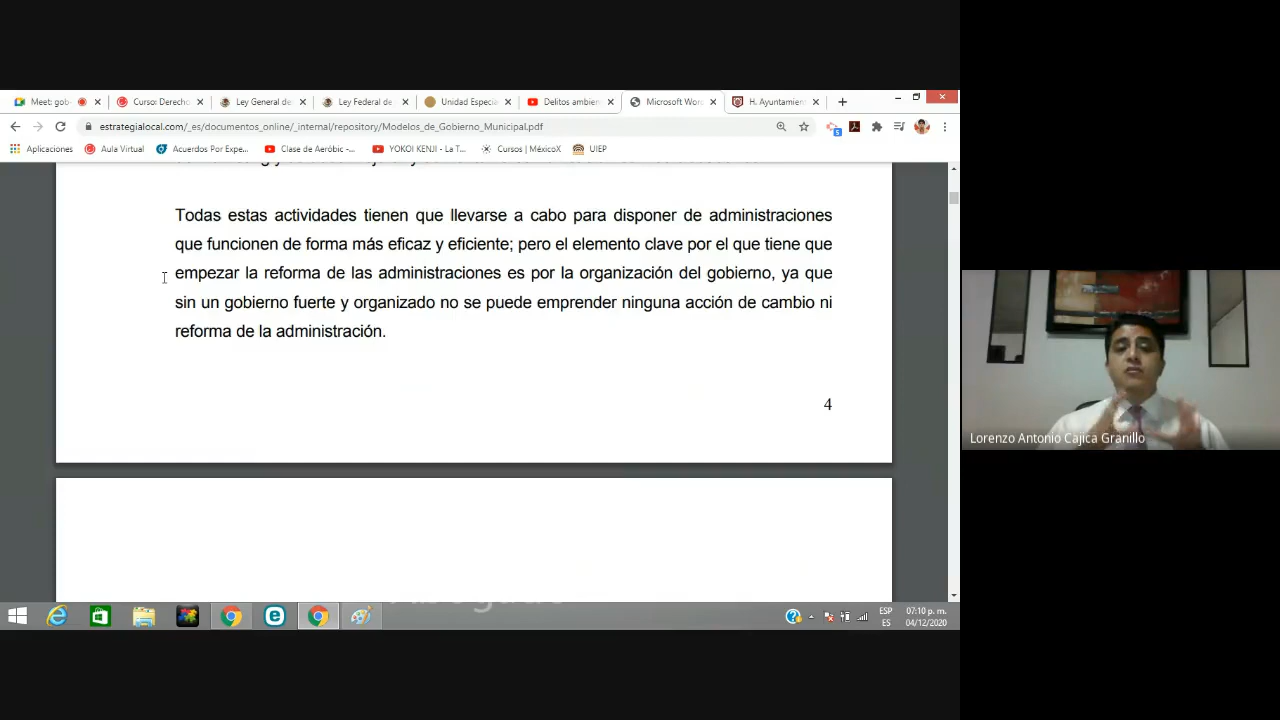 Meet: gob
Curso: Derecho
Ley General de
Ley Federal de
Unidad Especia
Delitos ambien
Microsoft Wor
H. Ayuntamien
estrategialocal.com/_es/documentos_online/_internal/repository/Modelos_de_Gobierno_Municipal.pdf
Aplicaciones
Aula Virtual
Acuerdos Por Expe...
Clase de Aeróbic -...
YOKOI KENJI - La T...
Cursos | MéxicoX
UIEP
Todas estas actividades tienen que llevarse a cabo para disponer de administraciones
que funcionen de forma más eficaz y eficiente; pero el elemento clave por el que tiene que
empezar la reforma de las administraciones es por la organización del gobierno, ya que
sin un gobierno fuerte y organizado no se puede emprender ninguna acción de cambio ni
reforma de la administración.
4
Lorenzo Antonio Cajica Granillo
ESP
ES
07:10 p. m.
04/12/2020